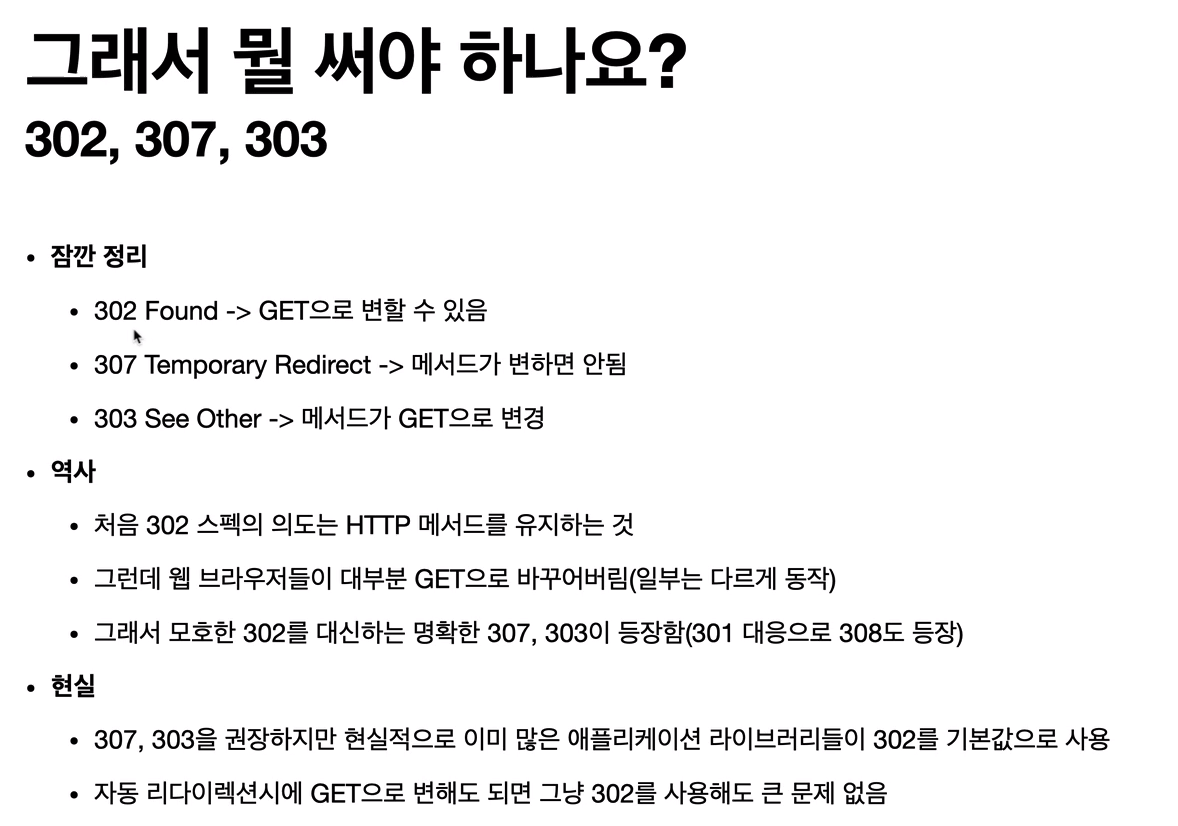 그래서 뭘 써야 하나요?
302, 307, 303
• 잠깐 정리
• 302 Found -> GET으로 변할 수 있음
• 307 Temporary Redirect -> 메서드가 변하면 안됨
• 303 See Other -> 메서드가 GET으로 변경
• 역사
• 처음 302 스펙의 의도는 HTTP 메서드를 유지하는 것
• 그런데 웹 브라우저들이 대부분 GET으로 바꾸어버림(일부는 다르게 동작)
• 그래서 모호한 302를 대신하는 명확한 307, 303이 등장함(301 대응으로 308도 등장)
• 현실
• 307, 303을 권장하지만 현실적으로 이미 많은 애플리케이션 라이브러리들이 302를 기본값으로 사용
• 자동 리다이렉션시에 GET으로 변해도 되면 그냥 302를 사용해도 큰 문제 없음